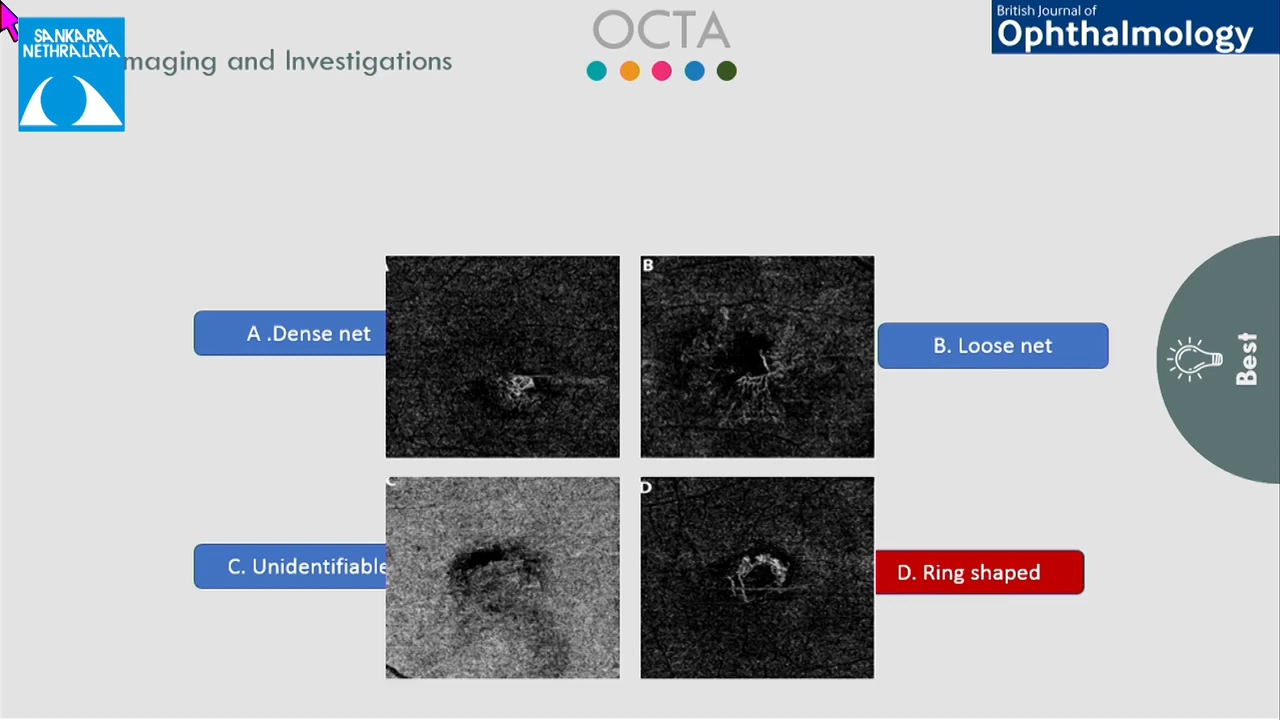 SANKARA
NETHRALAYA
maging and Investigations
OCTA
British Journal of
Ophthalmology
A .Dense net
B
B. Loose net
Best
C. Unidentifiable
C
D
D. Ring shaped